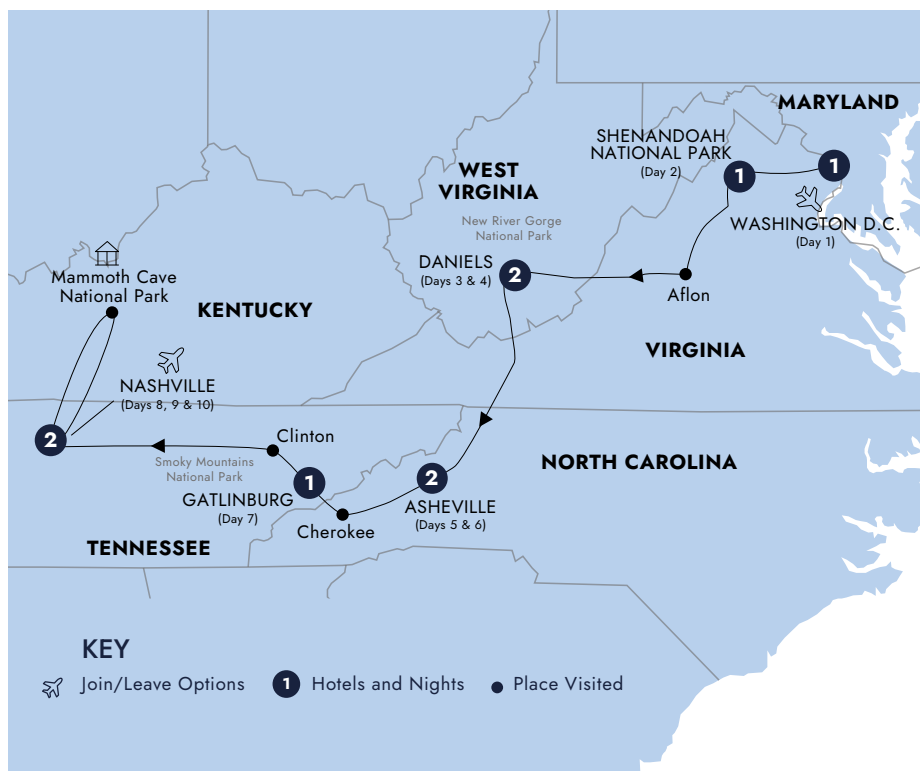 MARYLAND
SHENANDOAH
NATIONAL PARK
(Day 2)
1
1
WASHINGTON D.C.
(Day 1)
WEST
VIRGINIA
New River Gorge
National Park
DANIELS
(Days 3 & 4)
2
Aflon
VIRGINIA
Mammoth Cave
National Park
KENTUCKY
NASHVILLE
(Days 8, 9 & 10)
2
Clinton
Smoky Mountains
National Park
GATLINBURG
(Day 7)
1
Cherokee
2
ASHEVILLE
(Days 5 & 6)
NORTH CAROLINA
TENNESSEE
KEY
Join/Leave Options
1 Hotels and Nights
Place Visited